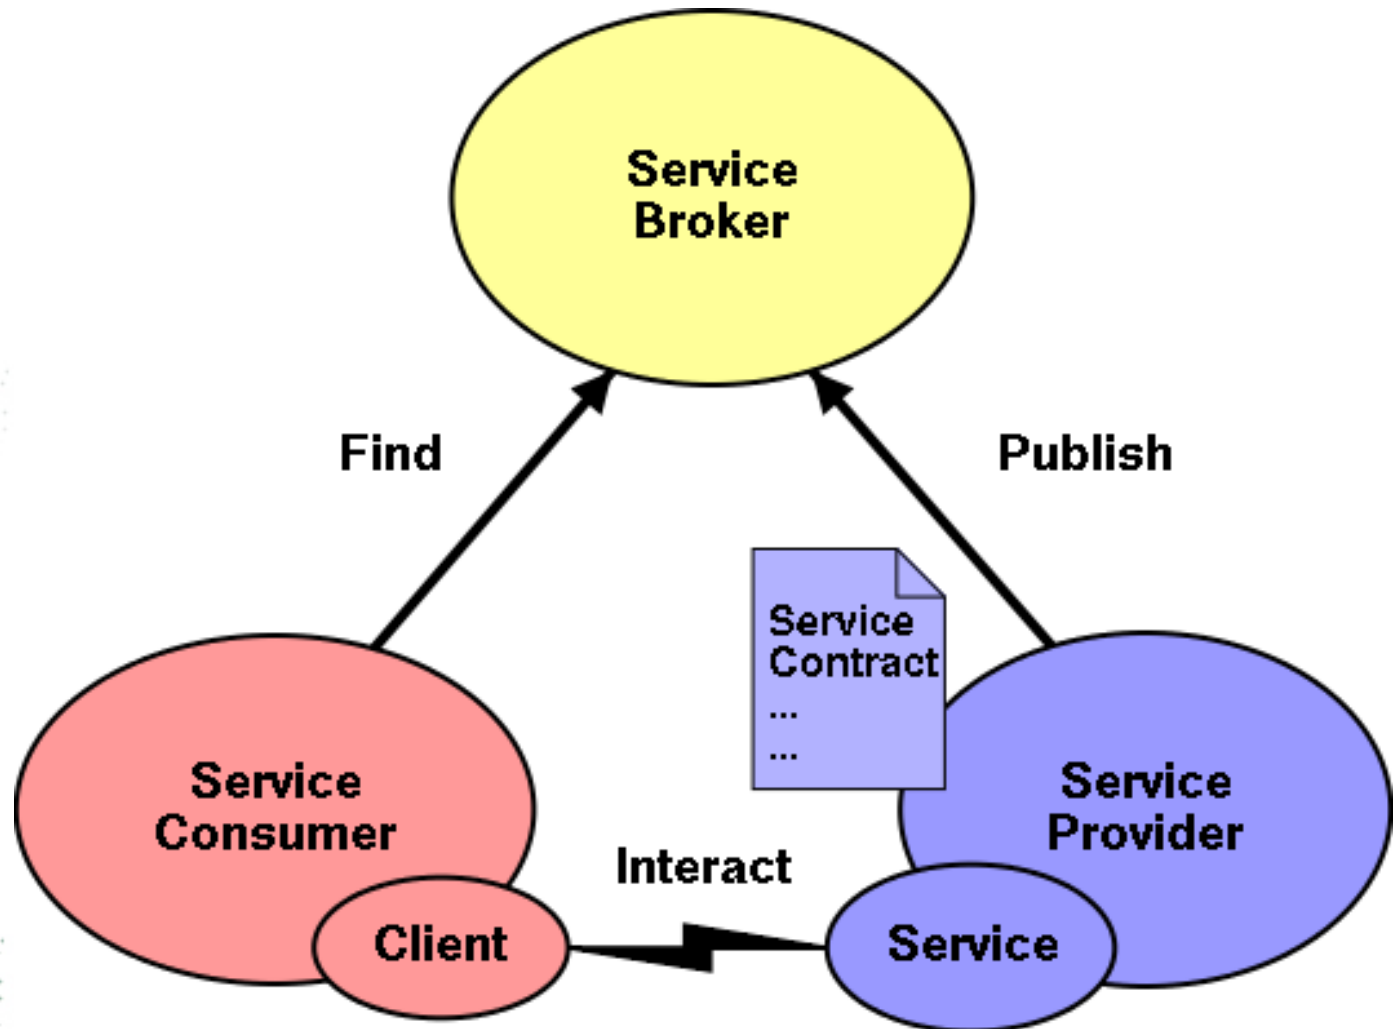 Service
Broker
Find
Publish
Service
Contract
...
...
Service
Consumer
Service
Provider
Interact
Client
Service